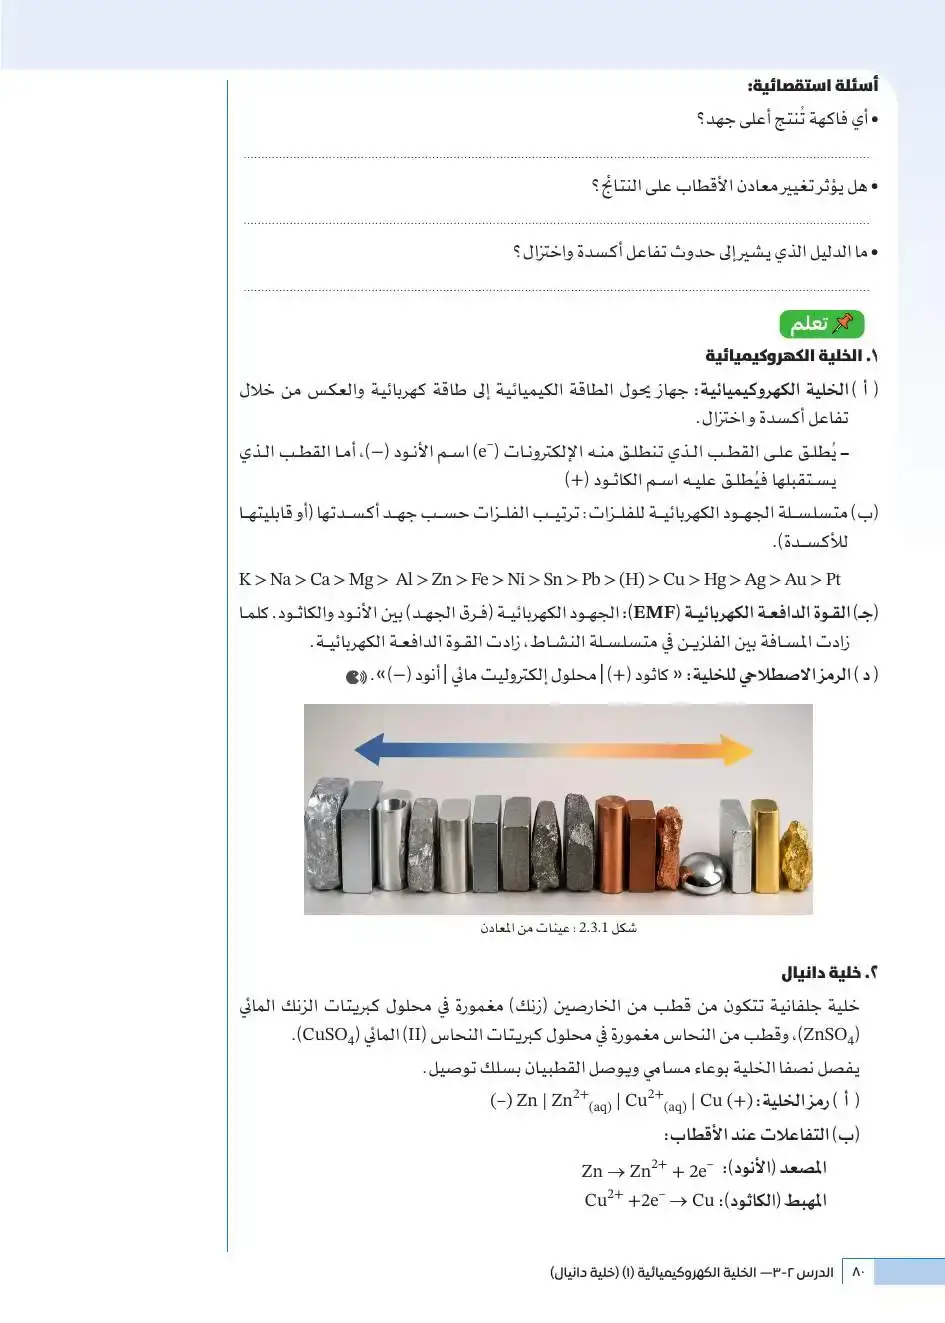 أسئلة استقصائية:
• أي فاكهة تُنتج أعلى جهد؟
• هل يؤثر تغيير معادن الأقطاب على النتائج؟
• ما الدليل الذي يشير إلى حدوث تفاعل أكسدة واختزال؟
تعلم
١. الخلية الكهروكيميائية
( أ ) الخلية الكهروكيميائية: جهاز يحول الطاقة الكيميائية إلى طاقة كهربائية والعكس من خلال
تفاعل أكسدة واختزال.
– يُطلق على القطب الذي تنطلق منه الإلكترونات (e⁻) اسم الأنود (−)، أما القطب الذي
يستقبلها فيُطلق عليه اسم الكاثود (+)
(ب) متسلسلة الجهود الكهربائية للفلزات: ترتيب الفلزات حسب جهد أكسدتها (أو قابليتها
للأكسدة).
K > Na > Ca > Mg > Al > Zn > Fe > Ni > Sn > Pb > (H) > Cu > Hg > Ag > Au > Pt
(جـ) القوة الدافعة الكهربائية (EMF): الجهود الكهربائية (فرق الجهد) بين الأنود والكاثود. كلما
زادت المسافة بين الفلزين في متسلسلة النشاط، زادت القوة الدافعة الكهربائية.
( د ) الرمز الاصطلاحي للخلية: « كاثود (+) | محلول إلكتروليت مائي | أنود (−)».
شكل 2.3.1 : عينات من المعادن
٢. خلية دانيال
خلية جلفانية تتكون من قطب من الخارصين (زنك) مغمورة في محلول كبريتات الزنك المائي
(ZnSO₄)، وقطب من النحاس مغمورة في محلول كبريتات النحاس (II) المائي (CuSO₄).
يفصل نصفا الخلية بوعاء مسامي ويوصل القطبيان بسلك توصيل.
( أ ) رمز الخلية: (−) Zn | Zn²⁺(aq) | Cu²⁺(aq) | Cu (+)
(ب) التفاعلات عند الأقطاب:
المصعد (الأنود): Zn → Zn²⁺ + 2e⁻
المهبط (الكاثود): Cu²⁺ +2e⁻ → Cu
٨٠ الدرس ٢-٣— الخلية الكهروكيميائية (١) (خلية دانيال)